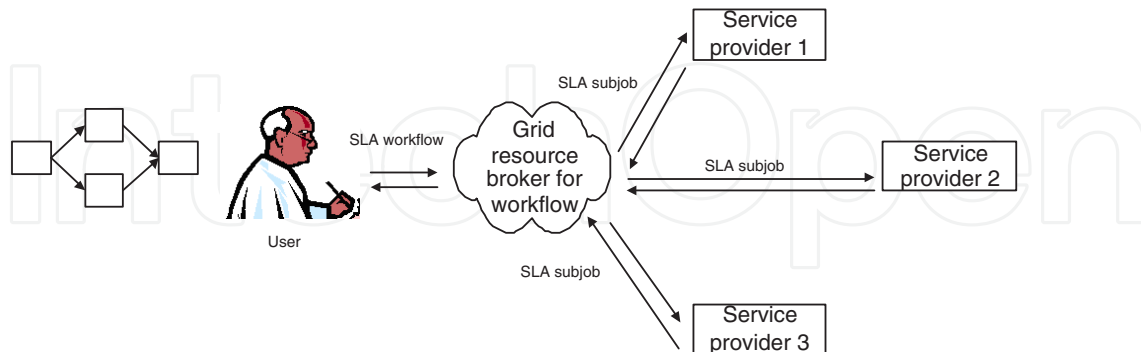 Service
provider 1
SLA subjob
Grid
resource
broker for
workflow
SLA workflow
SLA subjob
Service
provider 2
User
SLA subjob
Service
provider 3
IntechOpen